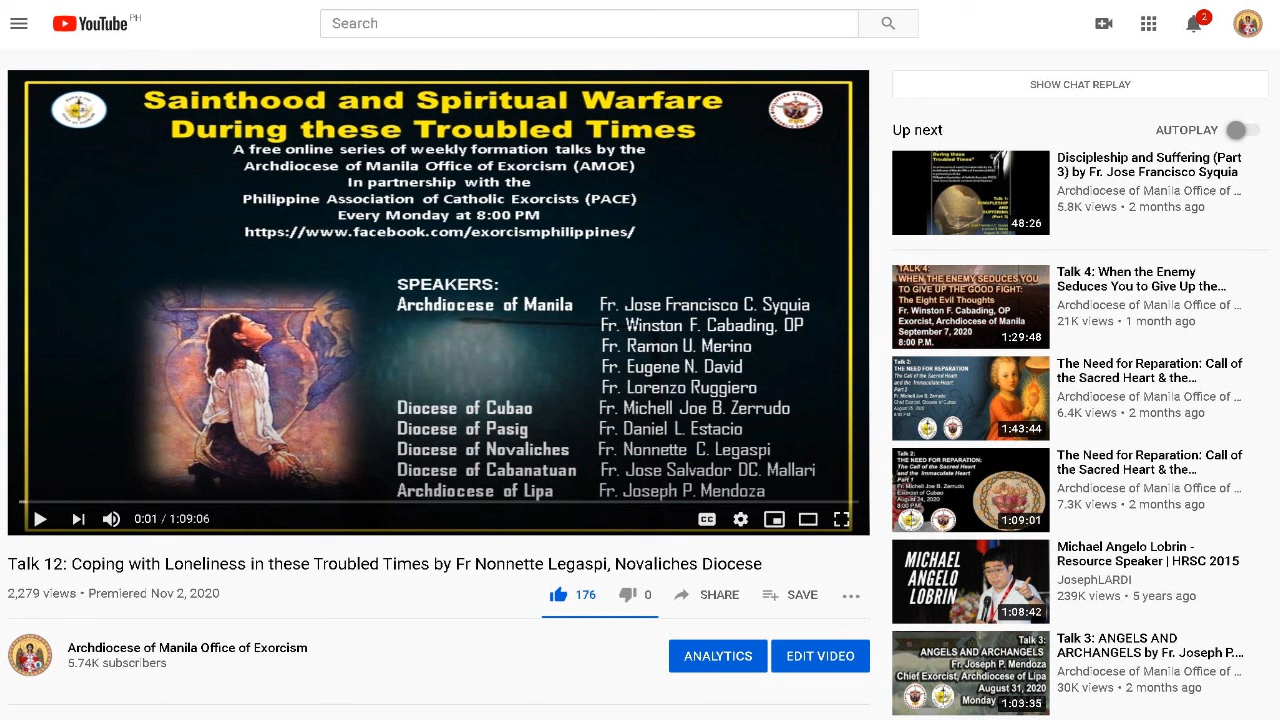 YouTube PH
Search
2
Sainthood and Spiritual Warfare
During these Troubled Times
A free online series of weekly formation talks by the
Archdiocese of Manila Office of Exorcism (AMOE)
In partnership with the
Philippine Association of Catholic Exorcists (PACE)
Every Monday at 8:00 PM
https://www.facebook.com/exorcismphilippines/
SPEAKERS:
Archdiocese of Manila Fr. Jose Francisco C. Syquia
Fr. Winston F. Cabading, OP
Fr. Ramon U. Merino
Fr. Eugene N. David
Fr. Lorenzo Ruggiero
Diocese of Cubao Fr. Michell Joe B. Zerrudo
Diocese of Pasig Fr. Daniel L. Estacio
Diocese of Novaliches Fr. Nonnette C. Legaspi
Diocese of Cabanatuan Fr. Jose Salvador DC. Mallari
Archdiocese of Lipa Fr. Joseph P. Mendoza
0:01 / 1:09:06
CC
Talk 12: Coping with Loneliness in these Troubled Times by Fr Nonnette Legaspi, Novaliches Diocese
2,279 views • Premiered Nov 2, 2020
176 0 SHARE SAVE
Archdiocese of Manila Office of Exorcism
5.74K subscribers
ANALYTICS EDIT VIDEO
SHOW CHAT REPLAY
Up next AUTOPLAY
During these
Troubled Times"
Talk 1:
DISCIPLESHIP
AND
SUFFERING
(Part 3)
48:26
Discipleship and Suffering (Part
3) by Fr. Jose Francisco Syquia
Archdiocese of Manila Office of ...
5.8K views • 2 months ago
TALK 4:
WHEN THE ENEMY SEDUCES YOU
TO GIVE UP THE GOOD FIGHT:
The Eight Evil Thoughts
Fr. Winston F. Cabading, OP
Exorcist, Archdiocese of Manila
September 7, 2020
8:00 P.M.
1:29:48
Talk 4: When the Enemy
Seduces You to Give Up the...
Archdiocese of Manila Office of ...
21K views • 1 month ago
Talk 2:
THE NEED FOR REPARATION
The Call of the Sacred Heart
and the Immaculate Heart
Part 2
Fr. Michell Joe B. Zerrudo
Chief Exorcist, Diocese of Cubao
8:00 P.M.
1:43:44
The Need for Reparation: Call of
the Sacred Heart & the...
Archdiocese of Manila Office of ...
6.4K views • 2 months ago
Talk 2:
THE NEED FOR REPARATION:
The Call of the Sacred Heart
and the Immaculate Heart
Part 1
Fr. Michell Joe B. Zerrudo
Exorcist of Cubao
August 24, 2020
8:00 P.M.
1:09:01
The Need for Reparation: Call of
the Sacred Heart & the...
Archdiocese of Manila Office of ...
7.3K views • 2 months ago
MICHAEL
ANGELO
LOBRIN
1:08:42
Michael Angelo Lobrin -
Resource Speaker | HRSC 2015
JosephLARDI
239K views • 5 years ago
Talk 3:
ANGELS AND ARCHANGELS
Fr. Joseph P. Mendoza
Chief Exorcist, Archdiocese of Lipa
August 31, 2020
Monday
1:03:35
Talk 3: ANGELS AND
ARCHANGELS by Fr. Joseph P....
Archdiocese of Manila Office of ...
30K views • 2 months ago